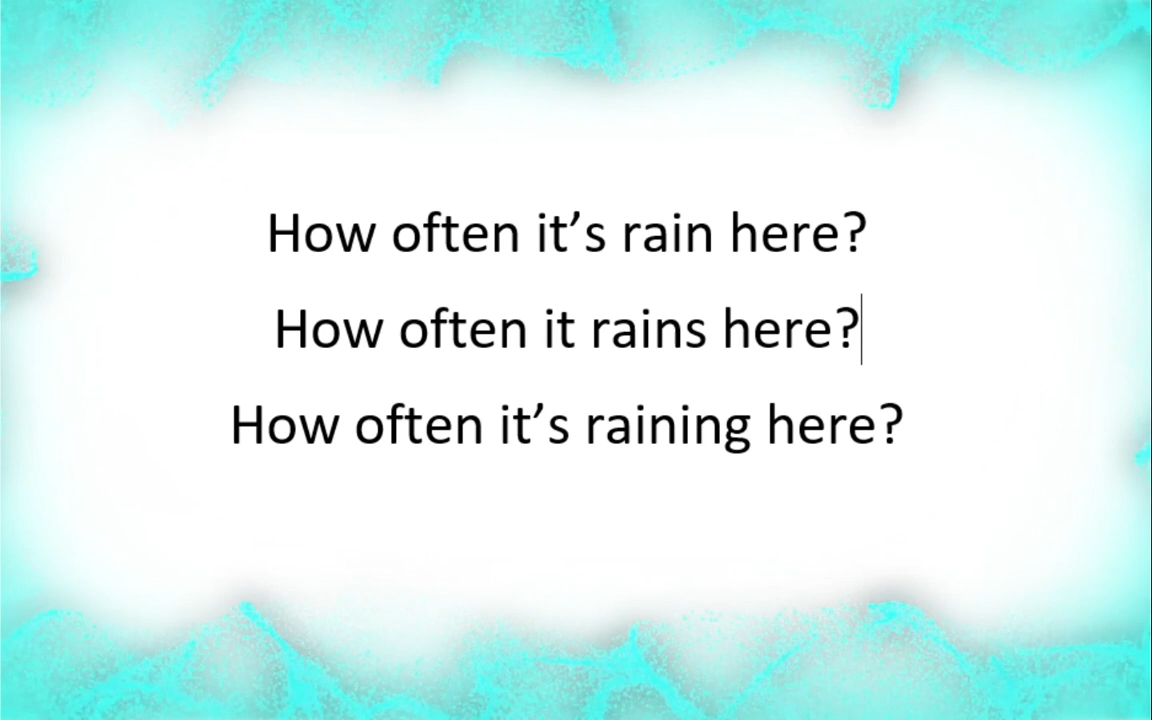 How often it’s rain here?
How often it rains here?
How often it’s raining here?